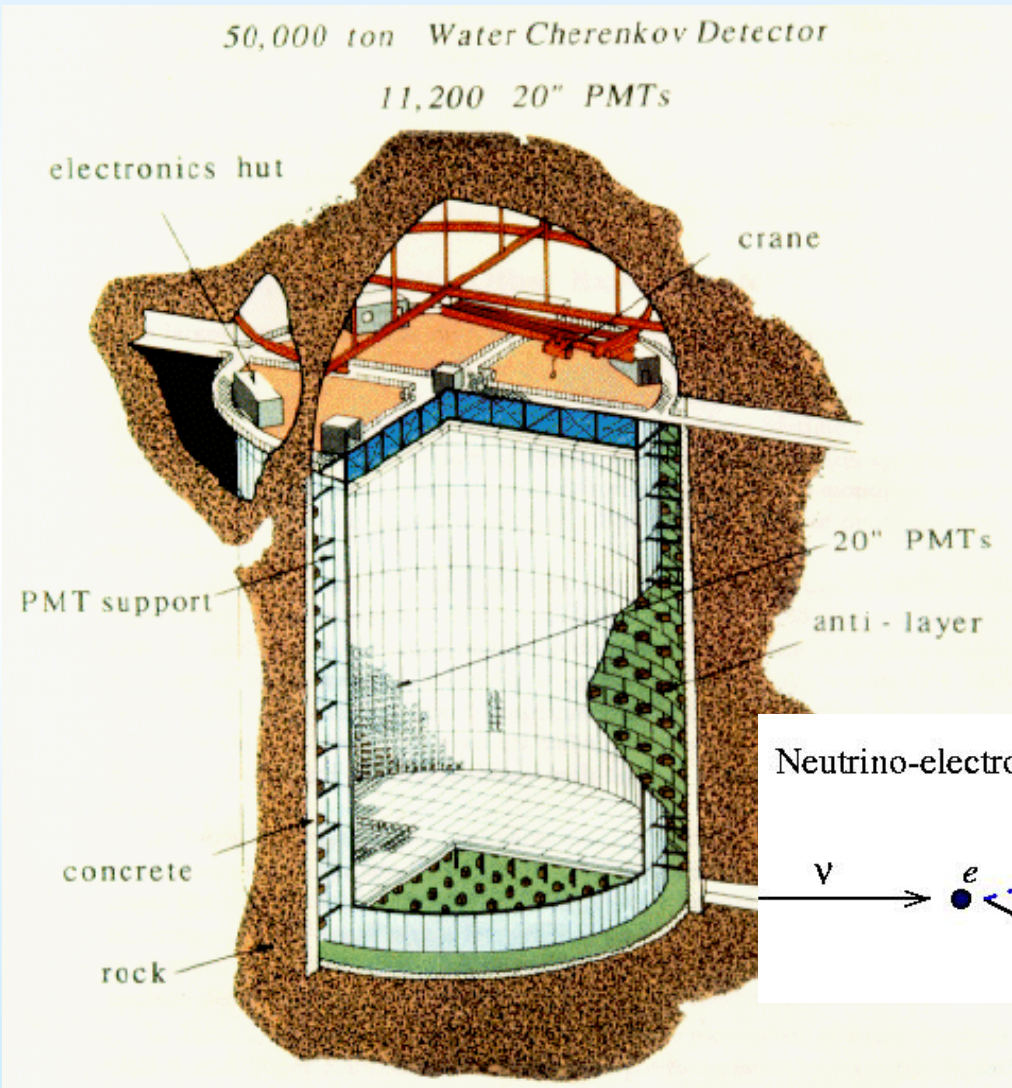 50,000 ton Water Cherenkov Detector
11,200 20" PMTs
electronics hut
crane
20" PMTs
PMT support
anti - layer
Neutrino-electro
ν
e
concrete
rock